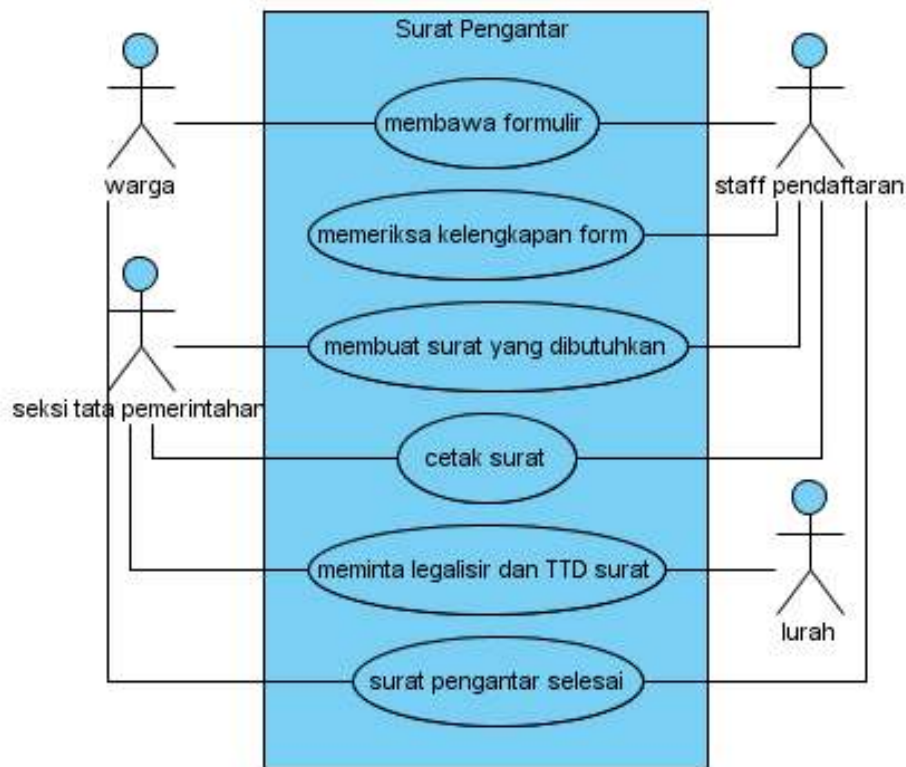 Surat Pengantar
membawa formulir
warga
staff pendaftaran
memeriksa kelengkapan form
membuat surat yang dibutuhkan
seksi tata pemerintahan
cetak surat
meminta legalisir dan TTD surat
lurah
surat pengantar selesai